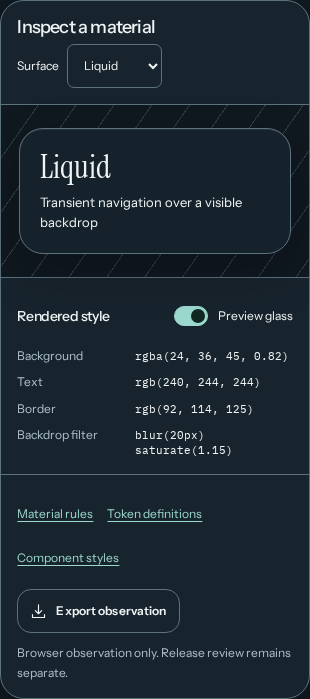 Inspect a material
Surface Liquid
Liquid
Transient navigation over a visible
backdrop
Rendered style Preview glass
Background rgba(24, 36, 45, 0.82)
Text rgb(240, 244, 244)
Border rgb(92, 114, 125)
Backdrop filter blur(20px)
saturate(1.15)
Material rules Token definitions
Component styles
Export observation
Browser observation only. Release review remains
separate.